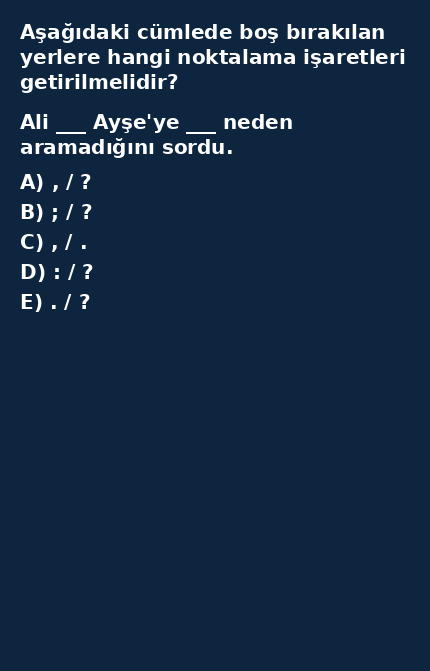 Aşağıdaki cümlede boş bırakılan
yerlere hangi noktalama işaretleri
getirilmelidir?
Ali ___ Ayşe'ye ___ neden
aramadığını sordu.
A) , / ?
B) ; / ?
C) , / .
D) : / ?
E) . / ?